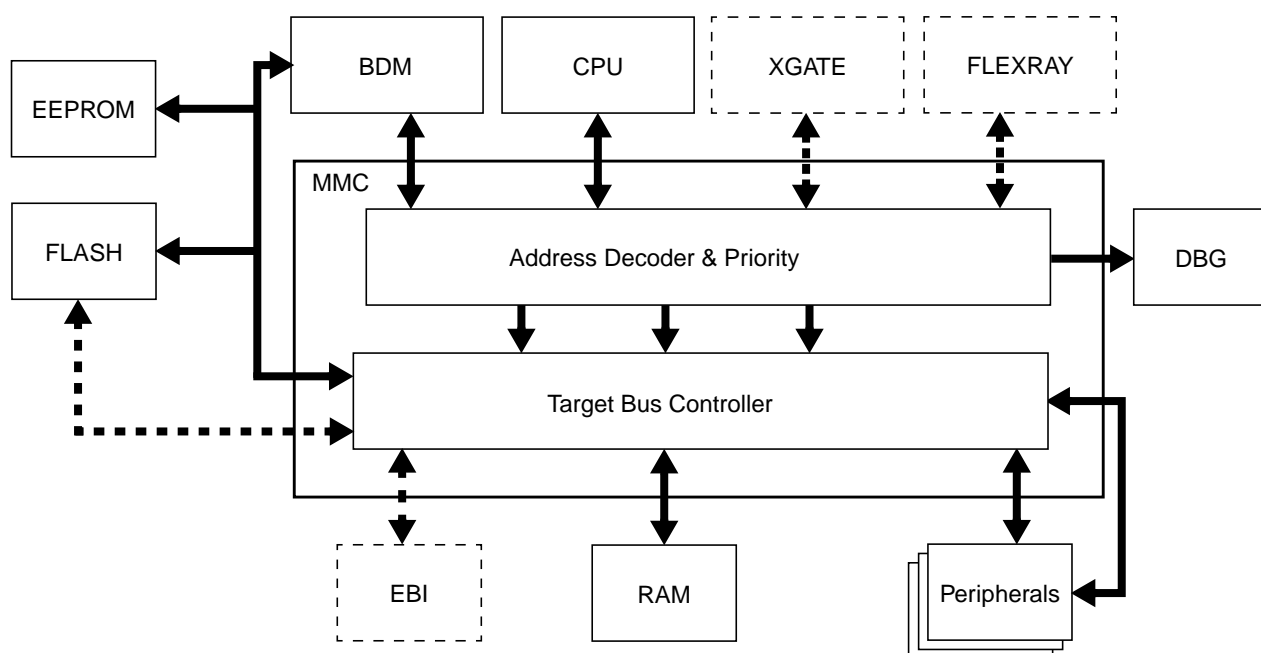 BDM
CPU
XGATE
FLEXRAY
EEPROM
MMC
FLASH
Address Decoder & Priority
DBG
Target Bus Controller
EBI
RAM
Peripherals